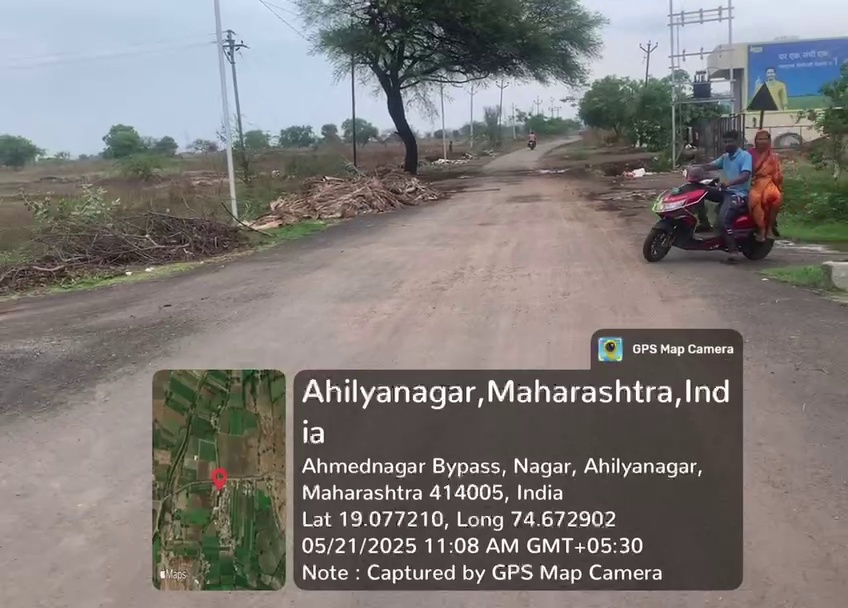 GPS Map Camera
Ahilyanagar,Maharashtra,Ind
ia
Ahmednagar Bypass, Nagar, Ahilyanagar,
Maharashtra 414005, India
Lat 19.077210, Long 74.672902
05/21/2025 11:08 AM GMT+05:30
Note : Captured by GPS Map Camera
Maps